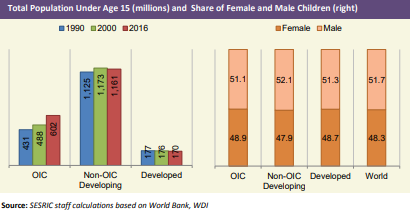 Total Population Under Age 15 (millions) and Share of Female and Male Children (right)
1990 2000 2016
431 488 602
1,125 1,173 1,161
177 176 170
OIC Non-OIC Developing Developed
Female Male
51.1 52.1 51.3 51.7
48.9 47.9 48.7 48.3
OIC Non-OIC Developing Developed World
Source: SESRIC staff calculations based on World Bank, WDI